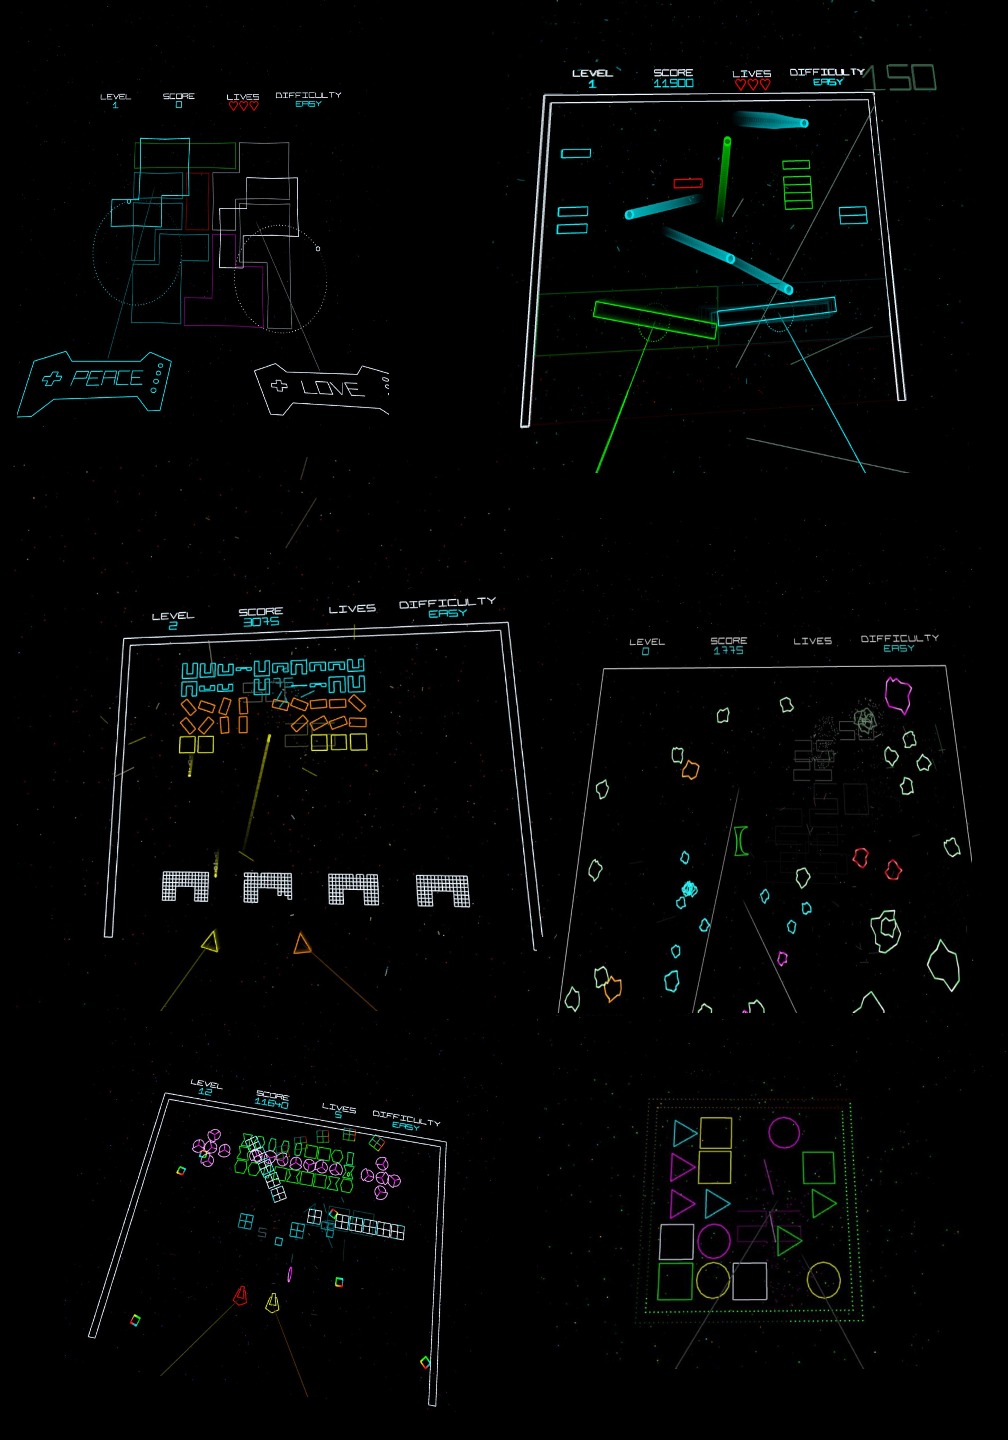 LEVEL SCORE LIVES DIFFICULTY
1 0 EASY
PEACE
LOVE
LEVEL SCORE LIVES DIFFICULTY
1 11900 EASY
150
LEVEL SCORE LIVES DIFFICULTY
2 3075 EASY
75
LEVEL SCORE LIVES DIFFICULTY
0 1775 EASY
LEVEL SCORE LIVES DIFFICULTY
12 11640 5 EASY
5